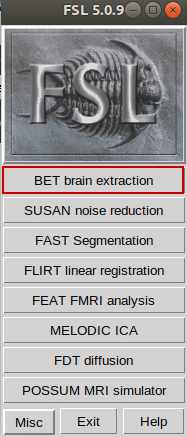 FSL 5.0.9
FSL
BET brain extraction
SUSAN noise reduction
FAST Segmentation
FLIRT linear registration
FEAT FMRI analysis
MELODIC ICA
FDT diffusion
POSSUM MRI simulator
Misc Exit Help